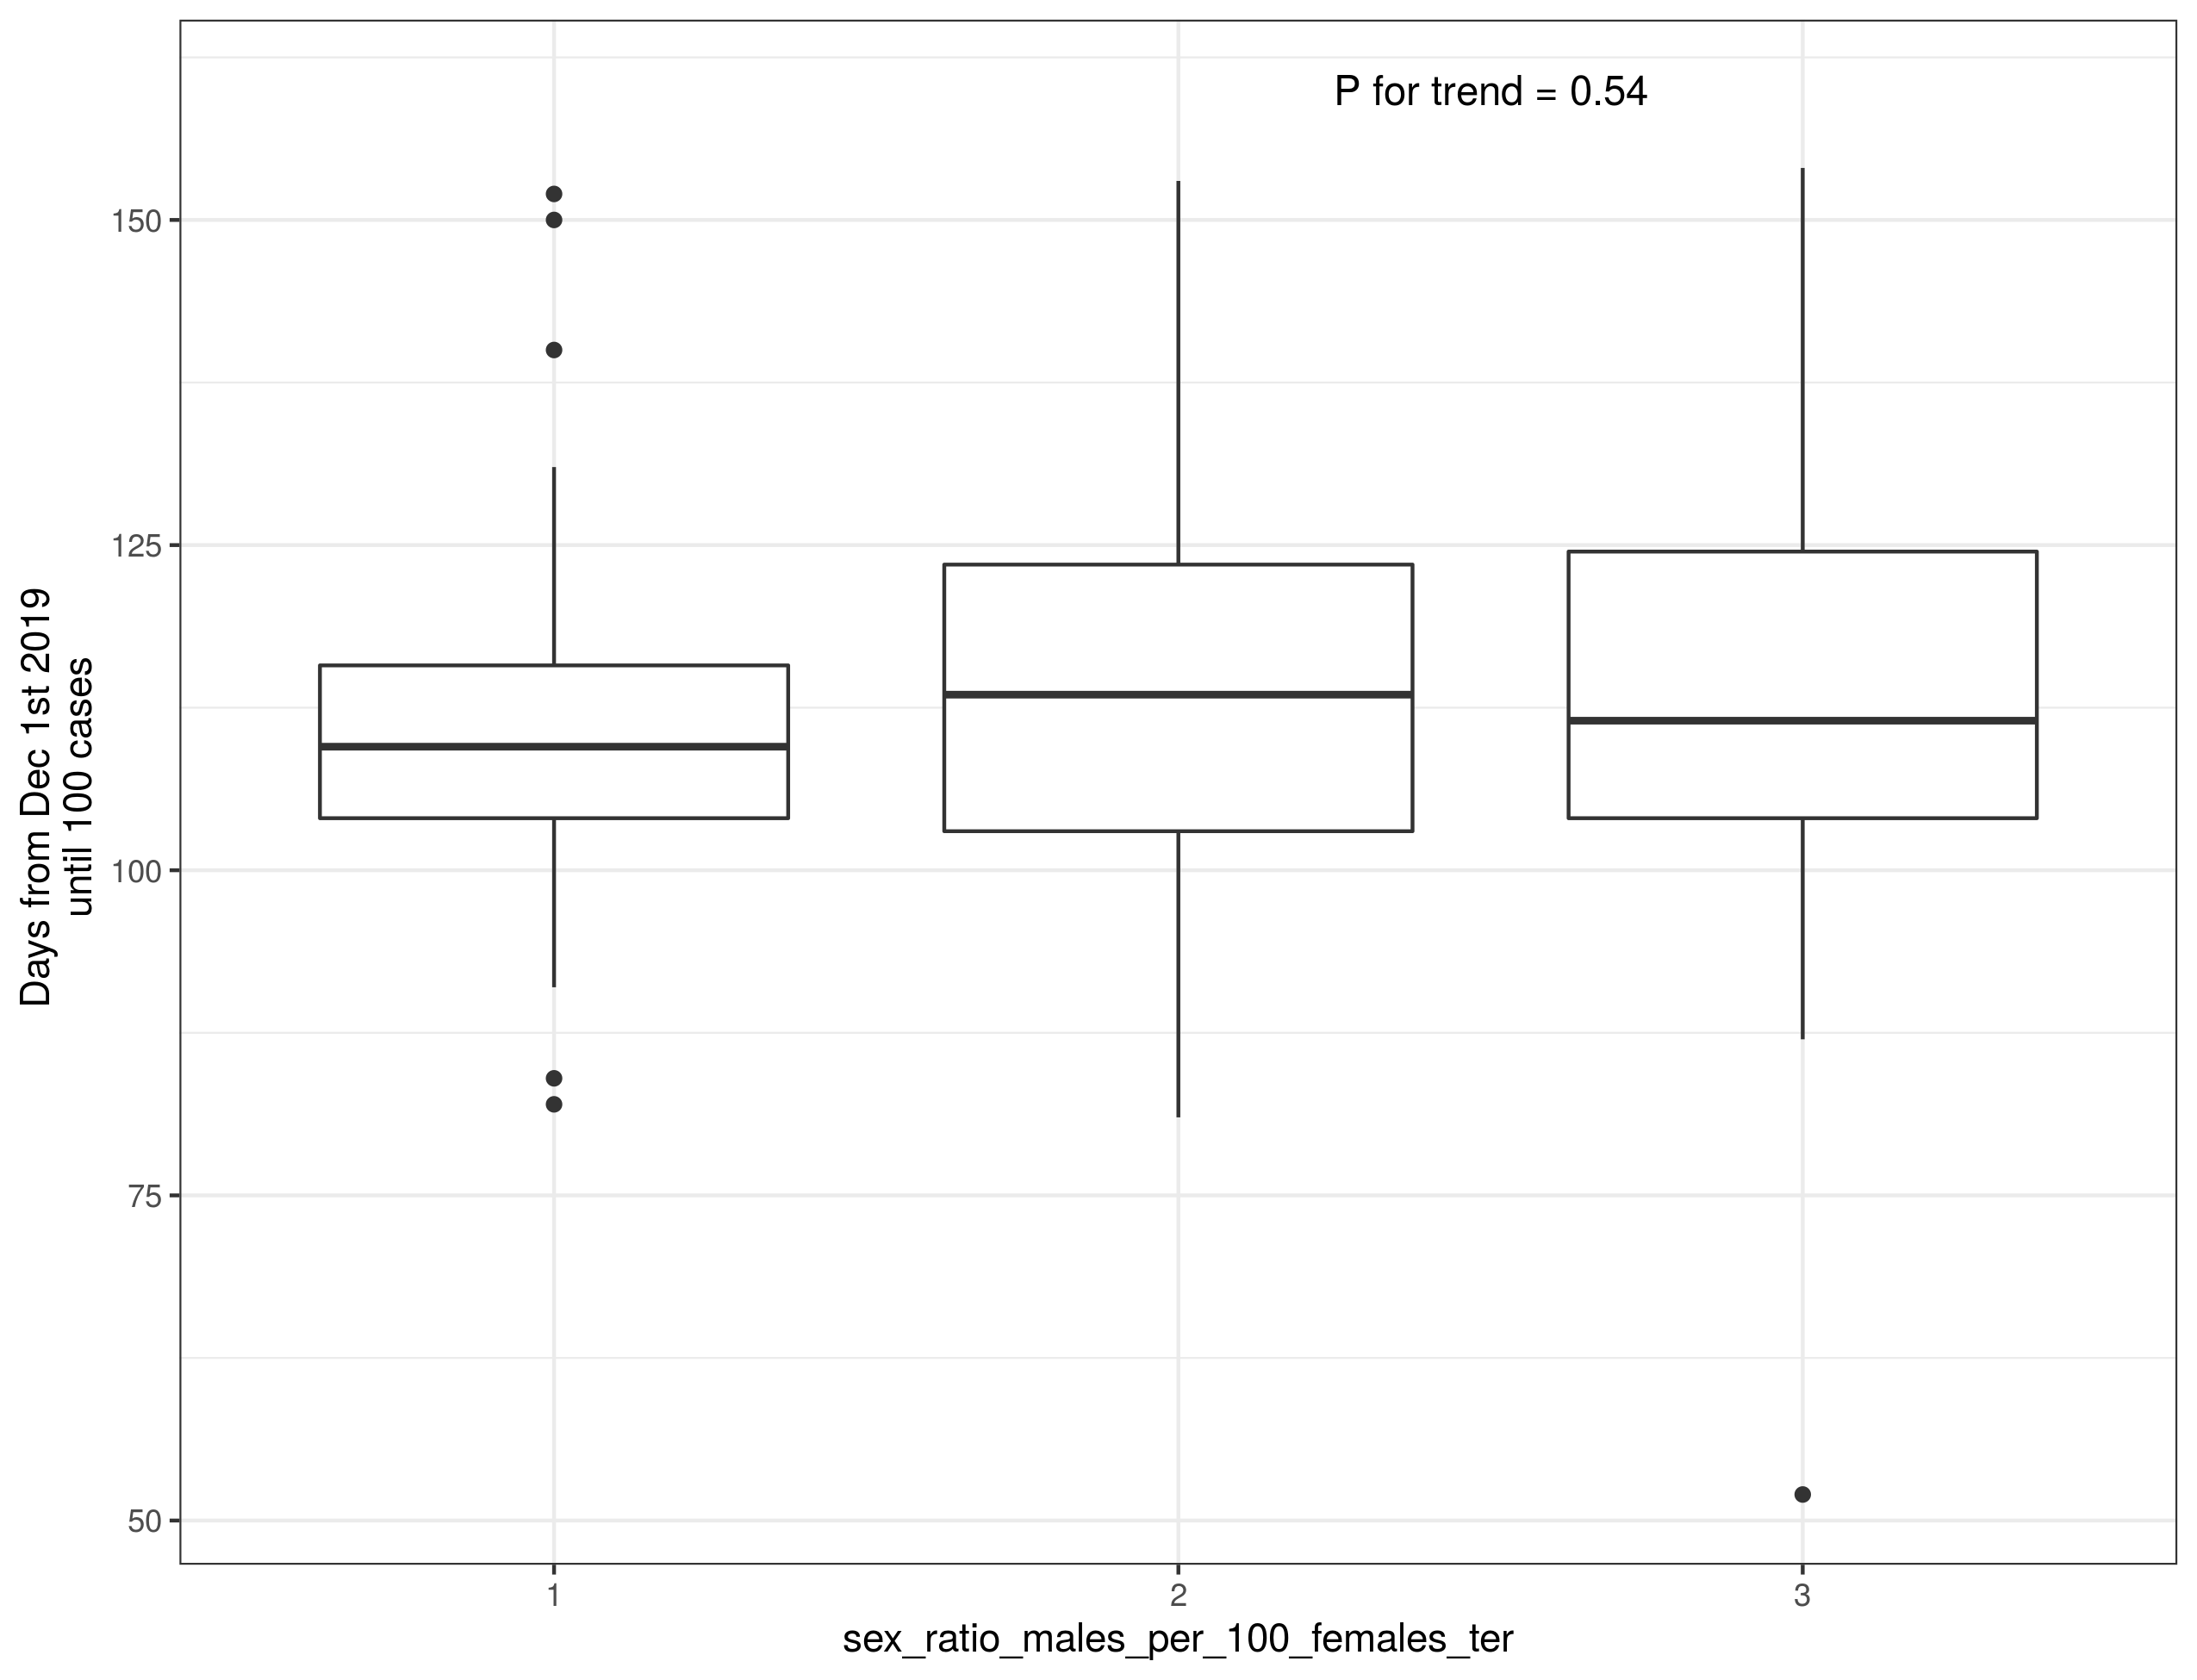 P for trend = 0.54
Days from Dec 1st 2019
until 100 cases
150
125
100
75
50
1
2
3
sex_ratio_males_per_100_females_ter